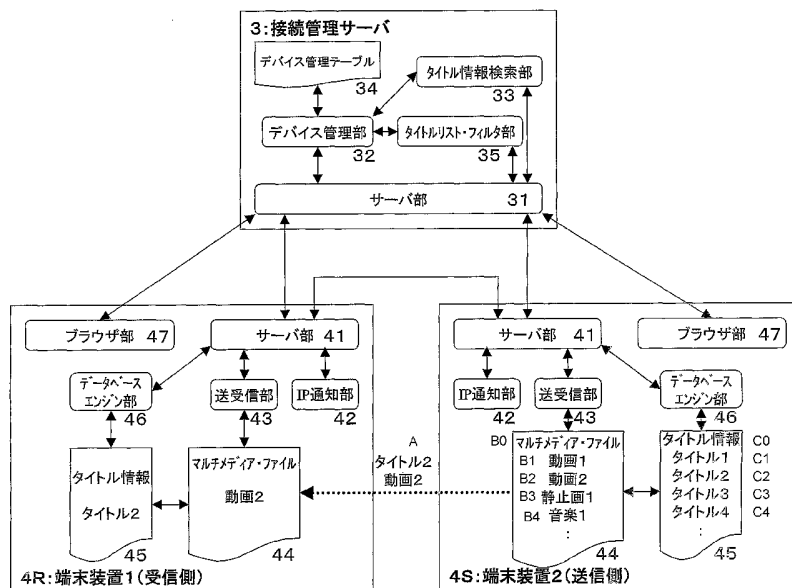 3:接続管理サーバ
デバイス管理テーブル
34
タイトル情報検索部
33
デバイス管理部
32
タイトルリスト・フィルタ部
35
サーバ部 31
ブラウザ部 47
サーバ部 41
サーバ部 41
ブラウザ部 47
データベース
エンジン部
46
送受信部
43
IP通知部
42
IP通知部
42
送受信部
43
データベース
エンジン部
46
タイトル情報
タイトル2
45
マルチメディア・ファイル
動画2
44
A
タイトル2
動画2
B0 マルチメディア・ファイル
B1 動画1
B2 動画2
B3 静止画1
B4 音楽1
:
44
タイトル情報 C0
タイトル1 C1
タイトル2 C2
タイトル3 C3
タイトル4 C4
:
45
4R:端末装置1(受信側)
4S:端末装置2(送信側)